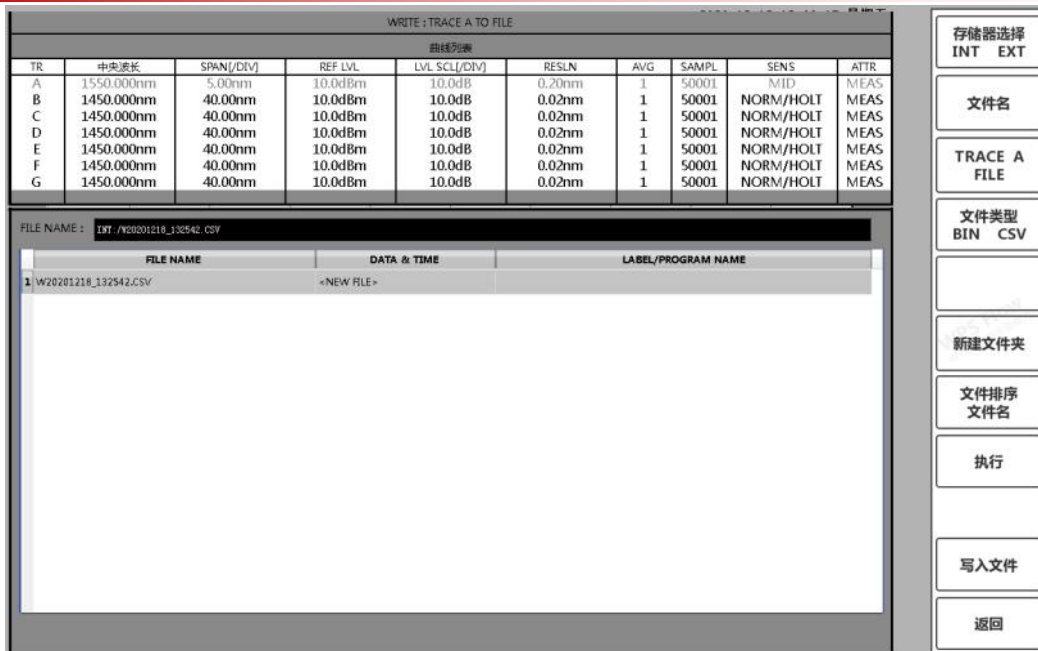 WRITE : TRACE A TO FILE
曲线列表
TR 中央波长 SPAN[/DIV] REF LVL LVL SCL[/DIV] RESLN AVG SAMPL SENS ATTR
A 1550.000nm 5.00nm 10.0dBm 10.0dB 0.20nm 1 50001 MID MEAS
B 1450.000nm 40.00nm 10.0dBm 10.0dB 0.02nm 1 50001 NORM/HOLT MEAS
C 1450.000nm 40.00nm 10.0dBm 10.0dB 0.02nm 1 50001 NORM/HOLT MEAS
D 1450.000nm 40.00nm 10.0dBm 10.0dB 0.02nm 1 50001 NORM/HOLT MEAS
E 1450.000nm 40.00nm 10.0dBm 10.0dB 0.02nm 1 50001 NORM/HOLT MEAS
F 1450.000nm 40.00nm 10.0dBm 10.0dB 0.02nm 1 50001 NORM/HOLT MEAS
G 1450.000nm 40.00nm 10.0dBm 10.0dB 0.02nm 1 50001 NORM/HOLT MEAS
FILE NAME : INT:/W20201218_132542.CSV
FILE NAME DATA & TIME LABEL/PROGRAM NAME
1 W20201218_132542.CSV <NEW FILE>
存储器选择
INT EXT
文件名
TRACE A
FILE
文件类型
BIN CSV
新建文件夹
文件排序
文件名
执行
写入文件
返回